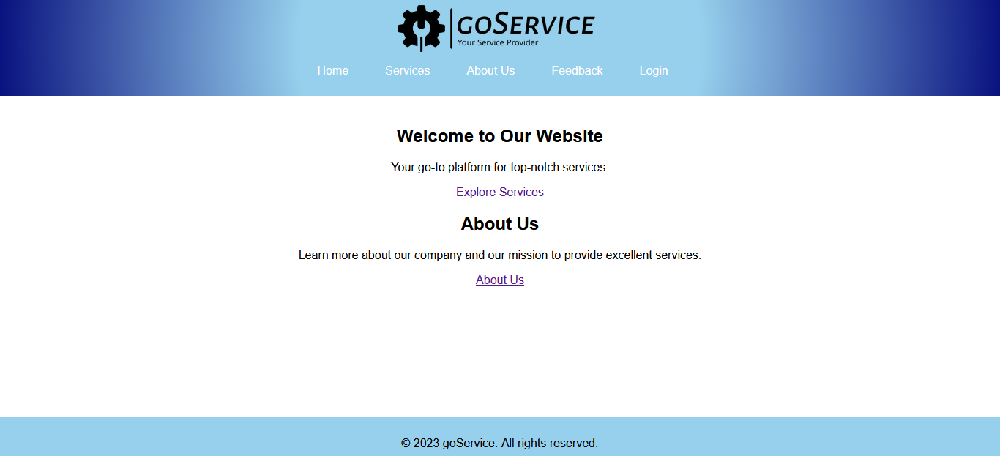 goService
Your Service Provider
Home Services About Us Feedback Login
Welcome to Our Website
Your go-to platform for top-notch services.
Explore Services
About Us
Learn more about our company and our mission to provide excellent services.
About Us
© 2023 goService. All rights reserved.